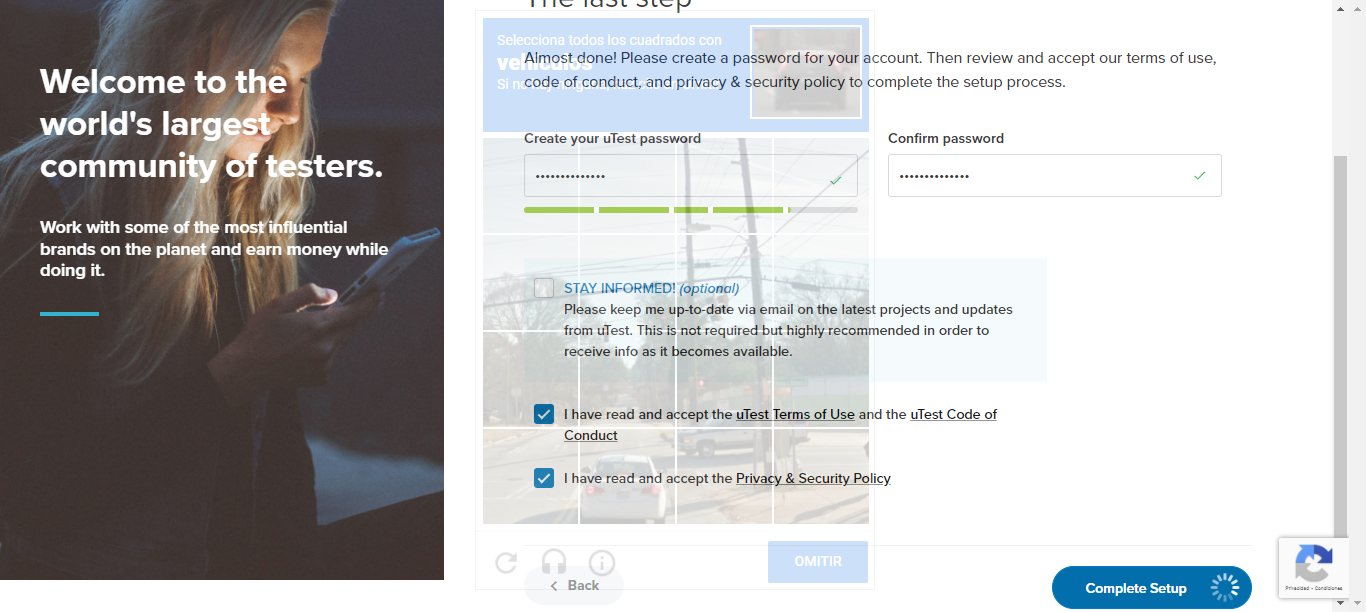 The last step
Welcome to the
world's largest
community of testers.
Work with some of the most influential
brands on the planet and earn money while
doing it.
Selecciona todos los cuadrados con
vehículos
Almost done! Please create a password for your account. Then review and accept our terms of use,
code of conduct, and privacy & security policy to complete the setup process.
Create your uTest password
Confirm password
STAY INFORMED! (optional)
Please keep me up-to-date via email on the latest projects and updates
from uTest. This is not required but highly recommended in order to
receive info as it becomes available.
I have read and accept the uTest Terms of Use and the uTest Code of
Conduct
I have read and accept the Privacy & Security Policy
OMITIR
Back
Complete Setup
Privacidad - Condiciones